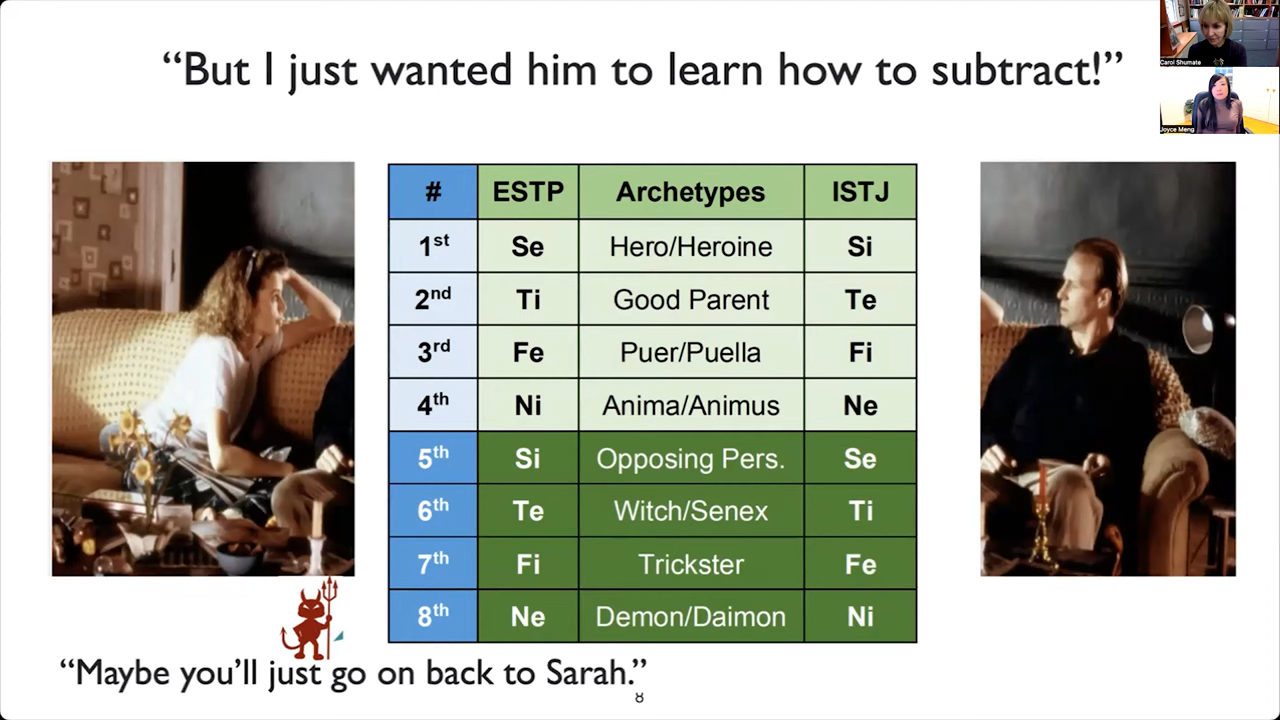 “But I just wanted him to learn how to subtract!”
Carol Shumate
Joyce Meng
# ESTP Archetypes ISTJ
1st Se Hero/Heroine Si
2nd Ti Good Parent Te
3rd Fe Puer/Puella Fi
4th Ni Anima/Animus Ne
5th Si Opposing Pers. Se
6th Te Witch/Senex Ti
7th Fi Trickster Fe
8th Ne Demon/Daimon Ni
“Maybe you’ll just go on back to Sarah.”
8